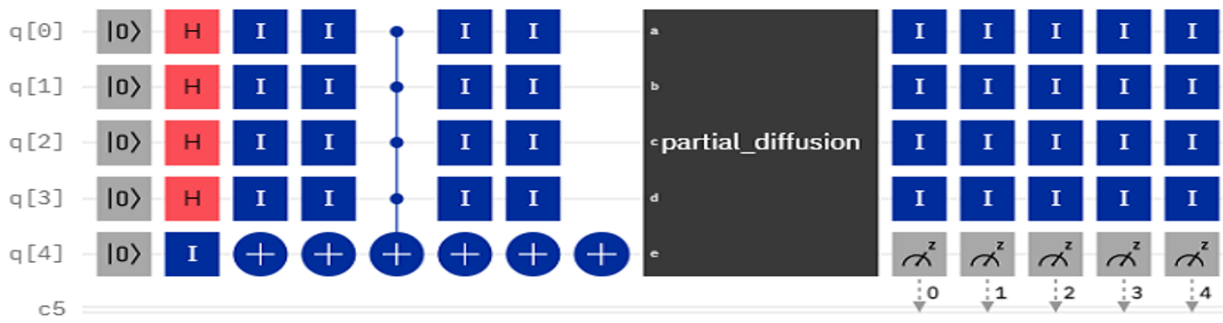 q[0] |0⟩ H I I I I a I I I I I
q[1] |0⟩ H I I I I b I I I I I
q[2] |0⟩ H I I I I c partial_diffusion I I I I I
q[3] |0⟩ H I I I I d I I I I I
q[4] |0⟩ I + + + + + + e z z z z z
0 1 2 3 4
c5